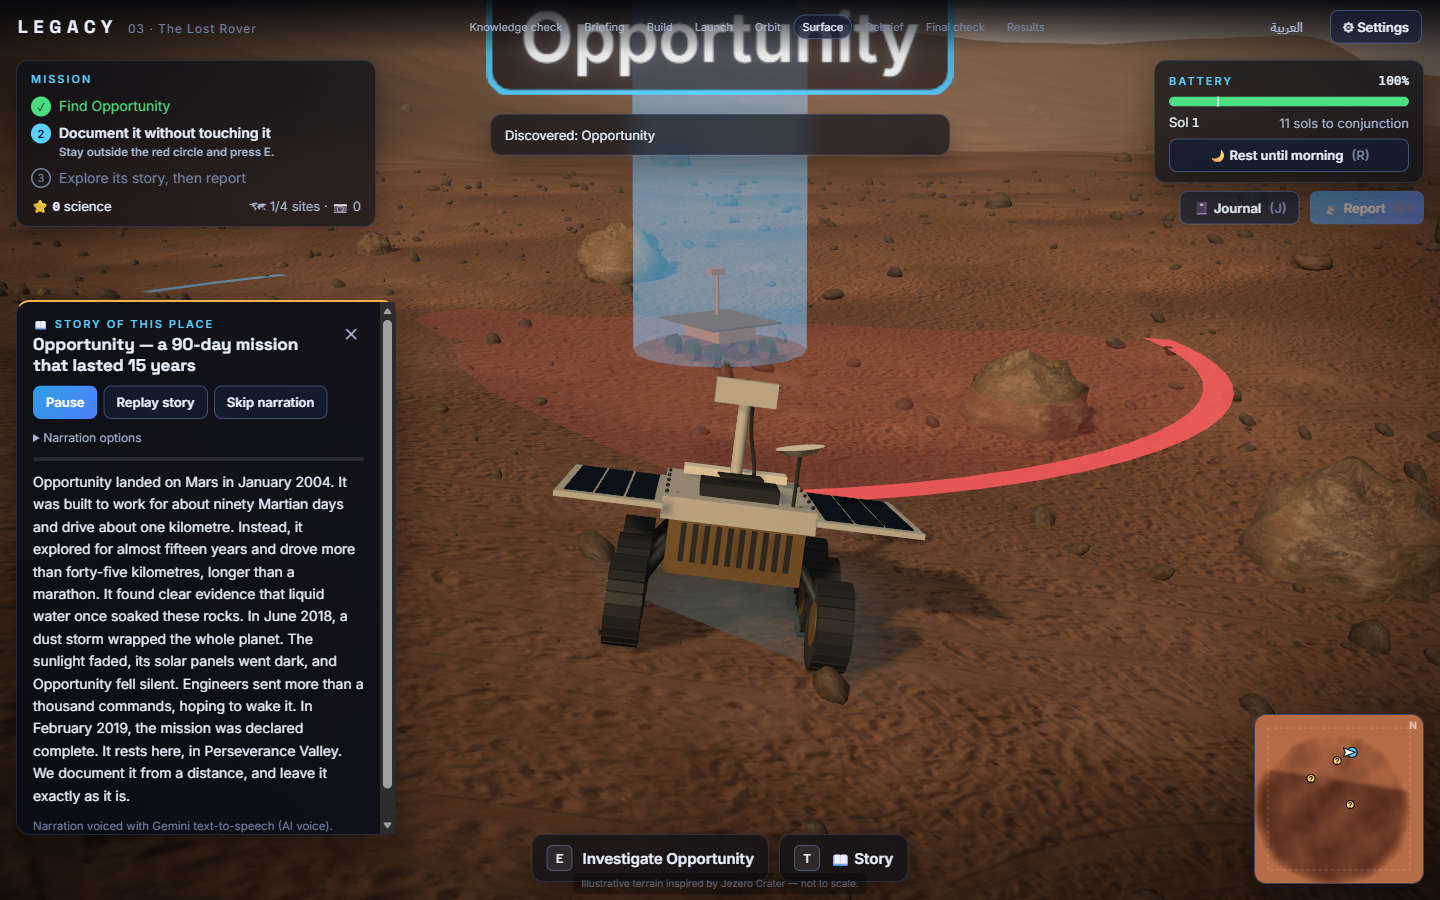 LEGACY 03 · The Lost Rover
Knowledge check Briefing Build Launch Orbit Surface Debrief Final check Results
العربية
⚙ Settings
Opportunity
MISSION
✓ Find Opportunity
2 Document it without touching it
Stay outside the red circle and press E.
3 Explore its story, then report
0 science 1/4 sites · 0
Discovered: Opportunity
BATTERY 100%
Sol 1 11 sols to conjunction
Rest until morning (R)
Journal (J)
Report
STORY OF THIS PLACE
Opportunity — a 90-day mission
that lasted 15 years
Pause Replay story Skip narration
Narration options
Opportunity landed on Mars in January 2004. It
was built to work for about ninety Martian days
and drive about one kilometre. Instead, it
explored for almost fifteen years and drove more
than forty-five kilometres, longer than a
marathon. It found clear evidence that liquid
water once soaked these rocks. In June 2018, a
dust storm wrapped the whole planet. The
sunlight faded, its solar panels went dark, and
Opportunity fell silent. Engineers sent more than a
thousand commands, hoping to wake it. In
February 2019, the mission was declared
complete. It rests here, in Perseverance Valley.
We document it from a distance, and leave it
exactly as it is.
Narration voiced with Gemini text-to-speech (AI voice).
E Investigate Opportunity
T Story
Illustrative terrain inspired by Jezero Crater — not to scale.
N
?
?
?